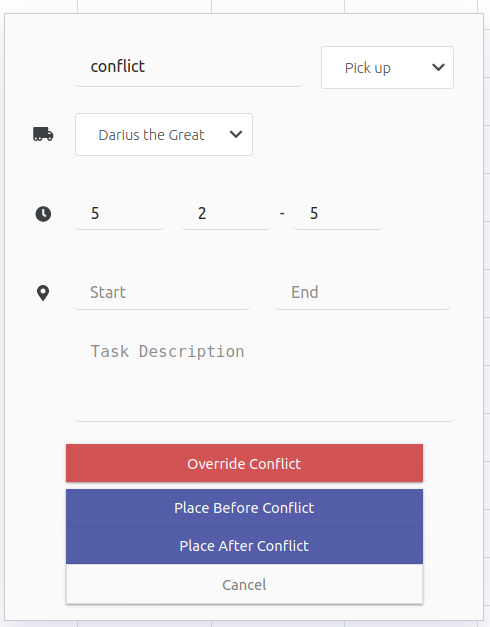 conflict Pick up
Darius the Great
5 2 - 5
Start End
Task Description
Override Conflict
Place Before Conflict
Place After Conflict
Cancel